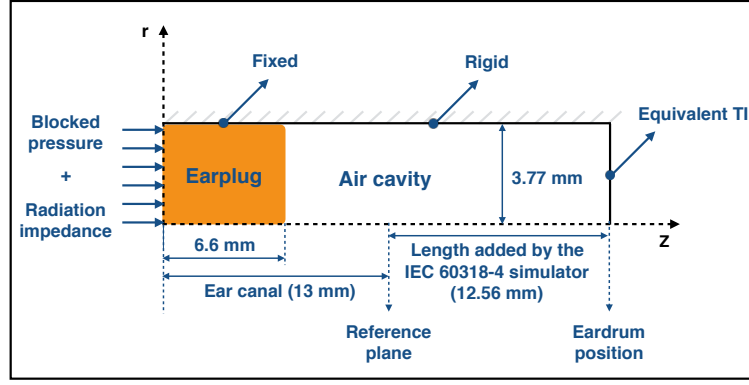 r
Fixed
Rigid
Equivalent TI
Blocked
pressure
+
Radiation
impedance
Earplug
Air cavity
3.77 mm
Z
6.6 mm
Length added by the
IEC 60318-4 simulator
(12.56 mm)
Ear canal (13 mm)
Reference
plane
Eardrum
position